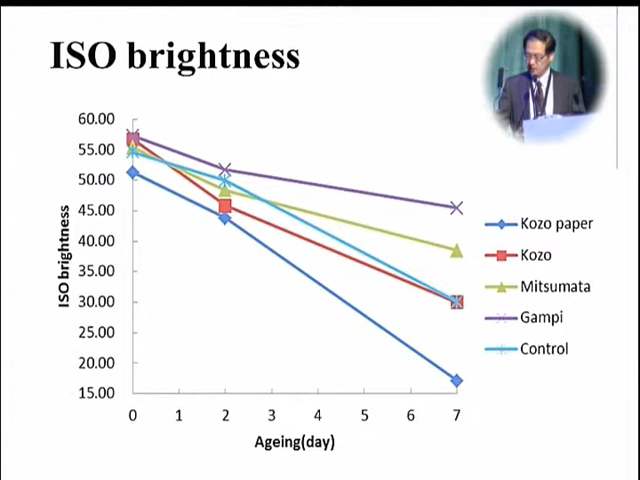 ISO brightness
60.00
55.00
50.00
45.00
40.00
35.00
30.00
25.00
20.00
15.00
ISO brightness
0 1 2 3 4 5 6 7
Ageing(day)
Kozo paper
Kozo
Mitsumata
Gampi
Control